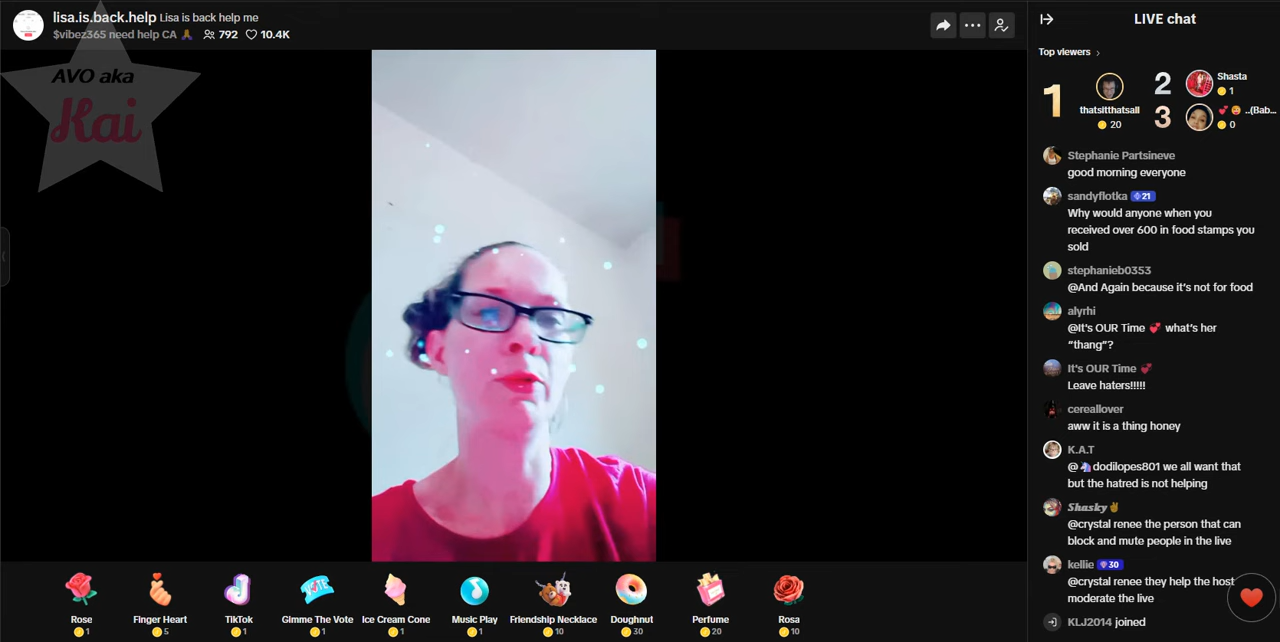 lisa.is.back.help Lisa is back help me
$vibez365 need help CA 🙏 792 10.4K
AVO aka
Kai
LIVE chat
Top viewers
1
thatsitthatsall
20
2
Shasta
1
3
💕 🥰 ..(Bab...
0
Stephanie Partsineve
good morning everyone
sandyflotka 21
Why would anyone when you
received over 600 in food stamps you
sold
stephanieb0353
@And Again because it's not for food
alyrhi
@It's OUR Time 💕 what's her
"thang"?
It's OUR Time 💕
Leave haters!!!!!
cereallover
aww it is a thing honey
K.A.T
@🦄dodilopes801 we all want that
but the hatred is not helping
Shasky✌
@crystal renee the person that can
block and mute people in the live
kellie 30
@crystal renee they help the host
moderate the live
KLJ2014 joined
Rose
1
Finger Heart
5
TikTok
1
VOTE
Gimme The Vote
1
Ice Cream Cone
1
Music Play
1
Friendship Necklace
10
Doughnut
30
Perfume
20
Rosa
10